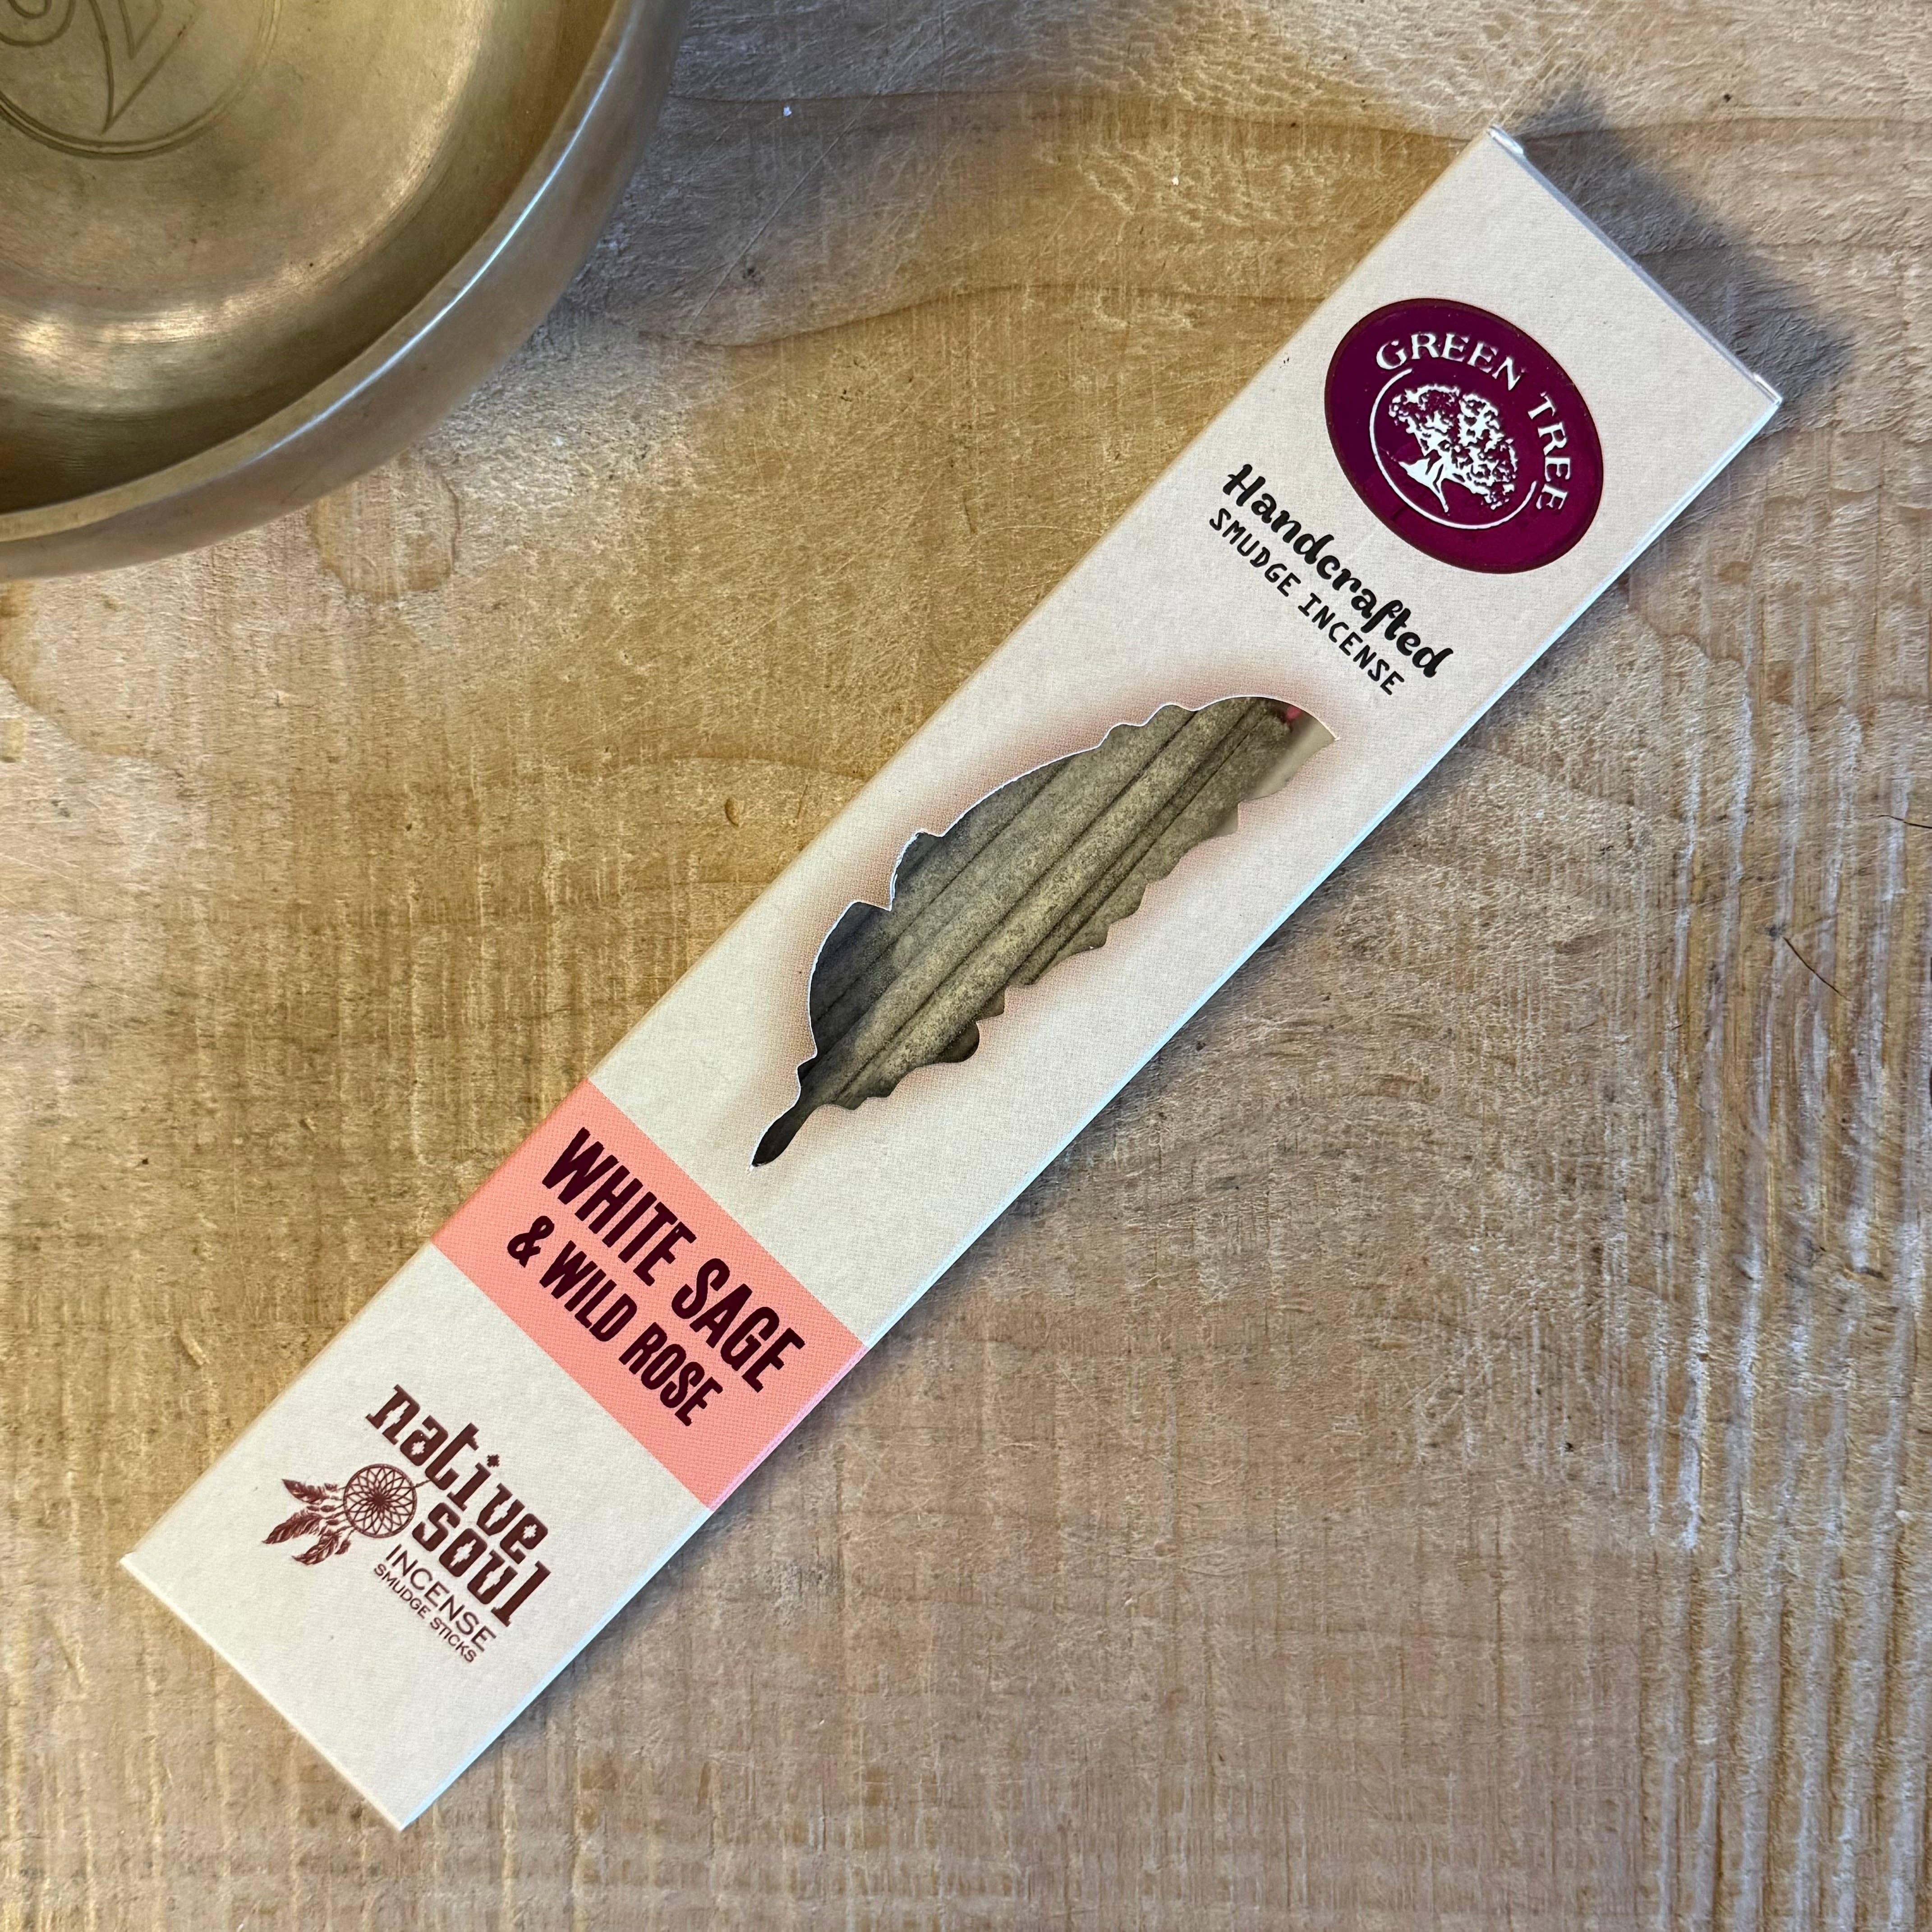 GREEN TREE
Handcrafted
SMUDGE INCENSE
WHITE SAGE
& WILD ROSE
native
soul
INCENSE
SMUDGE STICKS